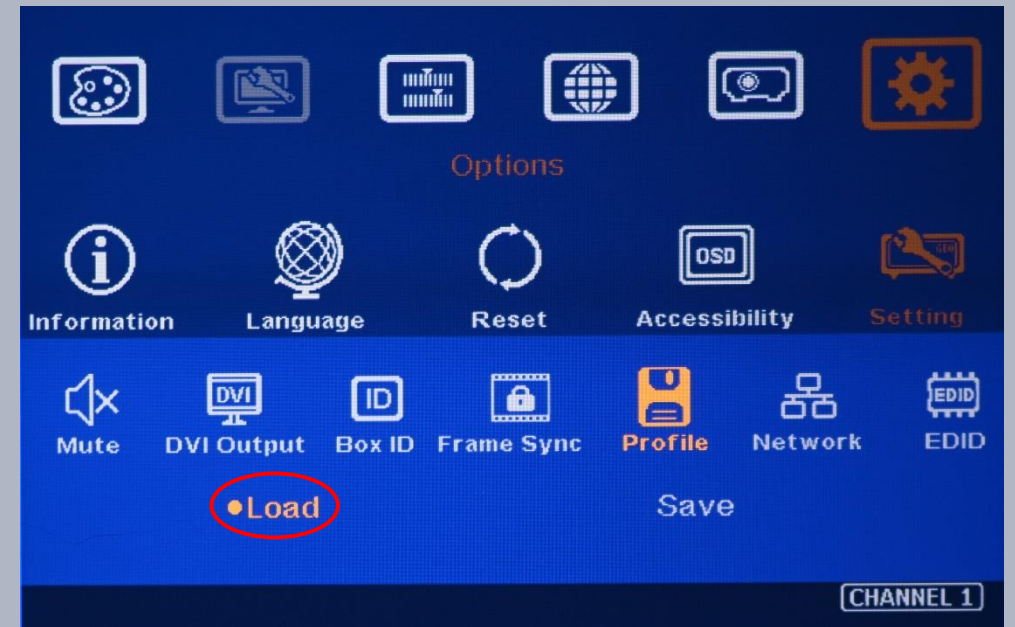 Options
OSD
GEO
Information Language Reset Accessibility Setting
DVI ID EDID
Mute DVI Output Box ID Frame Sync Profile Network EDID
•Load Save
CHANNEL 1